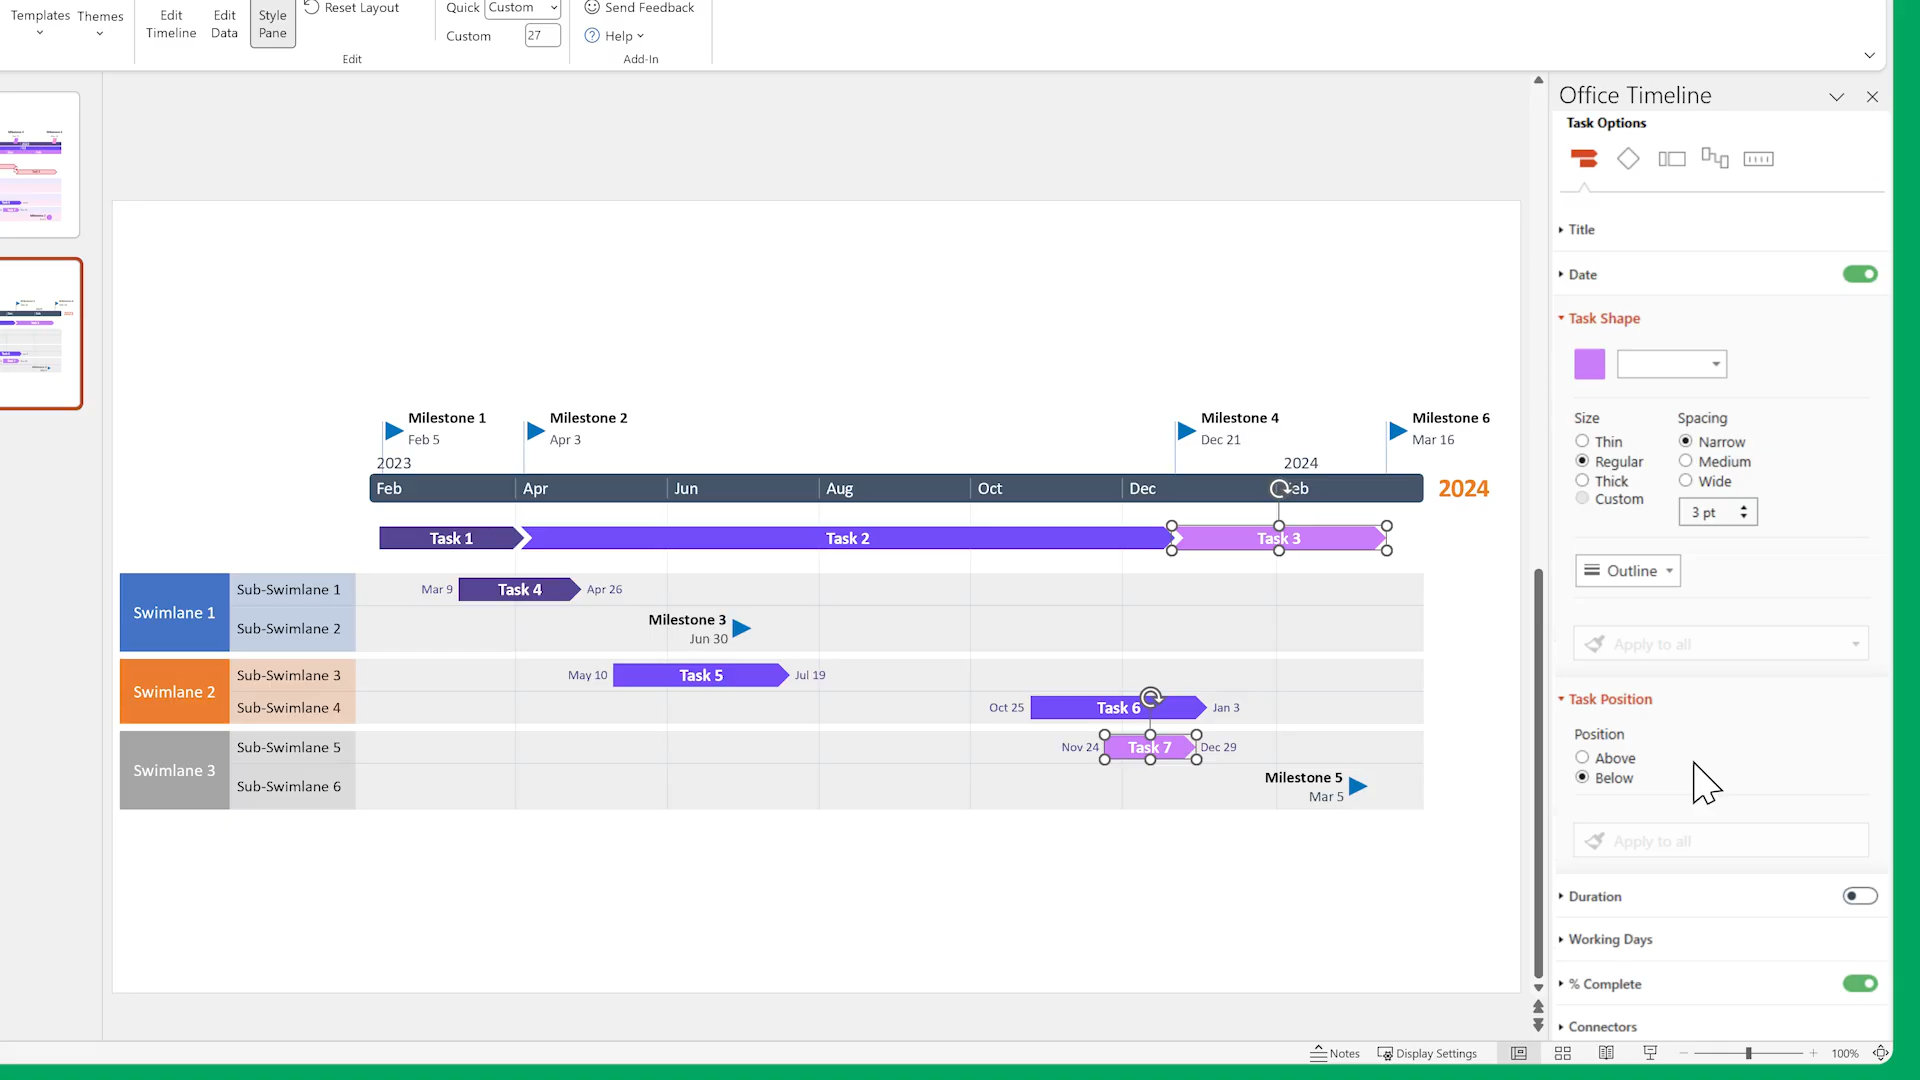 Templates
Themes
Edit Timeline
Edit Data
Style Pane
Reset Layout
Edit
Quick Custom
Custom 27
Send Feedback
Help
Add-In
Office Timeline
Task Options
Title
Date
Task Shape
Size
Thin
Regular
Thick
Custom
Spacing
Narrow
Medium
Wide
3 pt
Outline
Apply to all
Task Position
Position
Above
Below
Apply to all
Duration
Working Days
% Complete
Connectors
Milestone 1
Feb 5
Milestone 2
Apr 3
Milestone 4
Dec 21
Milestone 6
Mar 16
2023
2024
Feb
Apr
Jun
Aug
Oct
Dec
eb
2024
Task 1
Task 2
Task 3
Swimlane 1
Sub-Swimlane 1
Mar 9
Task 4
Apr 26
Sub-Swimlane 2
Milestone 3
Jun 30
Swimlane 2
Sub-Swimlane 3
May 10
Task 5
Jul 19
Sub-Swimlane 4
Oct 25
Task 6
Jan 3
Swimlane 3
Sub-Swimlane 5
Nov 24
Task 7
Dec 29
Sub-Swimlane 6
Milestone 5
Mar 5
Notes
Display Settings
100%